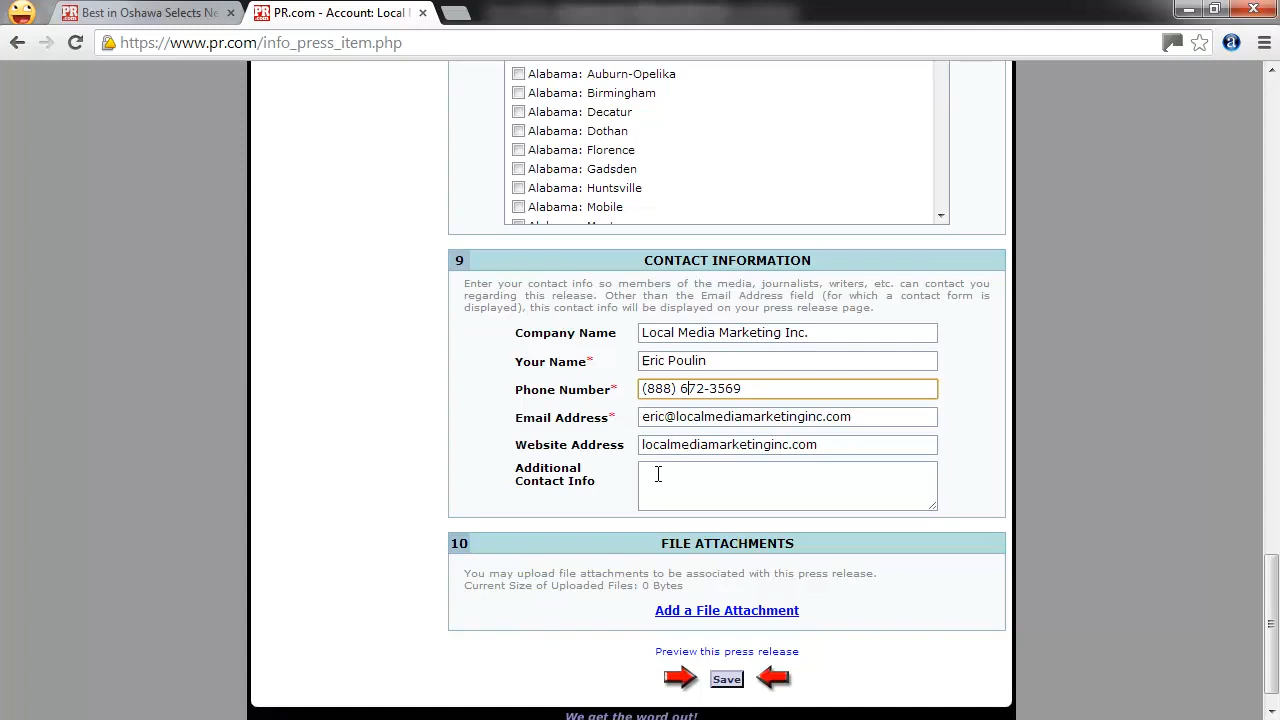 Best in Oshawa Selects Ne
PR.com - Account: Local
https://www.pr.com/info_press_item.php
Alabama: Auburn-Opelika
Alabama: Birmingham
Alabama: Decatur
Alabama: Dothan
Alabama: Florence
Alabama: Gadsden
Alabama: Huntsville
Alabama: Mobile
9 CONTACT INFORMATION
Enter your contact info so members of the media, journalists, writers, etc. can contact you
regarding this release. Other than the Email Address field (for which a contact form is
displayed), this contact info will be displayed on your press release page.
Company Name Local Media Marketing Inc.
Your Name* Eric Poulin
Phone Number* (888) 672-3569
Email Address* eric@localmediamarketinginc.com
Website Address localmediamarketinginc.com
Additional
Contact Info
10 FILE ATTACHMENTS
You may upload file attachments to be associated with this press release.
Current Size of Uploaded Files: 0 Bytes
Add a File Attachment
Preview this press release
Save
We get the word out!